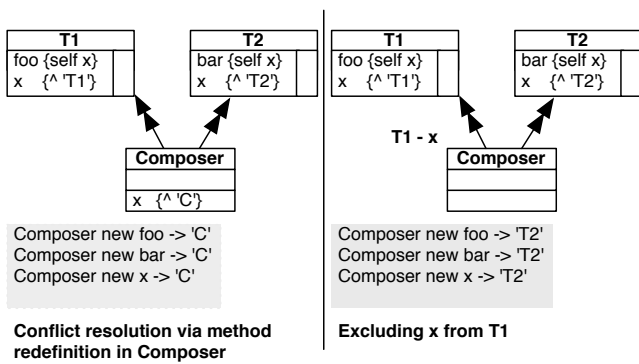 T1
foo {self x}
x {^ 'T1'}
T2
bar {self x}
x {^ 'T2'}
Composer
x {^ 'C'}
Composer new foo -> 'C'
Composer new bar -> 'C'
Composer new x -> 'C'
Conflict resolution via method
redefinition in Composer
T1
foo {self x}
x {^ 'T1'}
T2
bar {self x}
x {^ 'T2'}
T1 - x
Composer
Composer new foo -> 'T2'
Composer new bar -> 'T2'
Composer new x -> 'T2'
Excluding x from T1